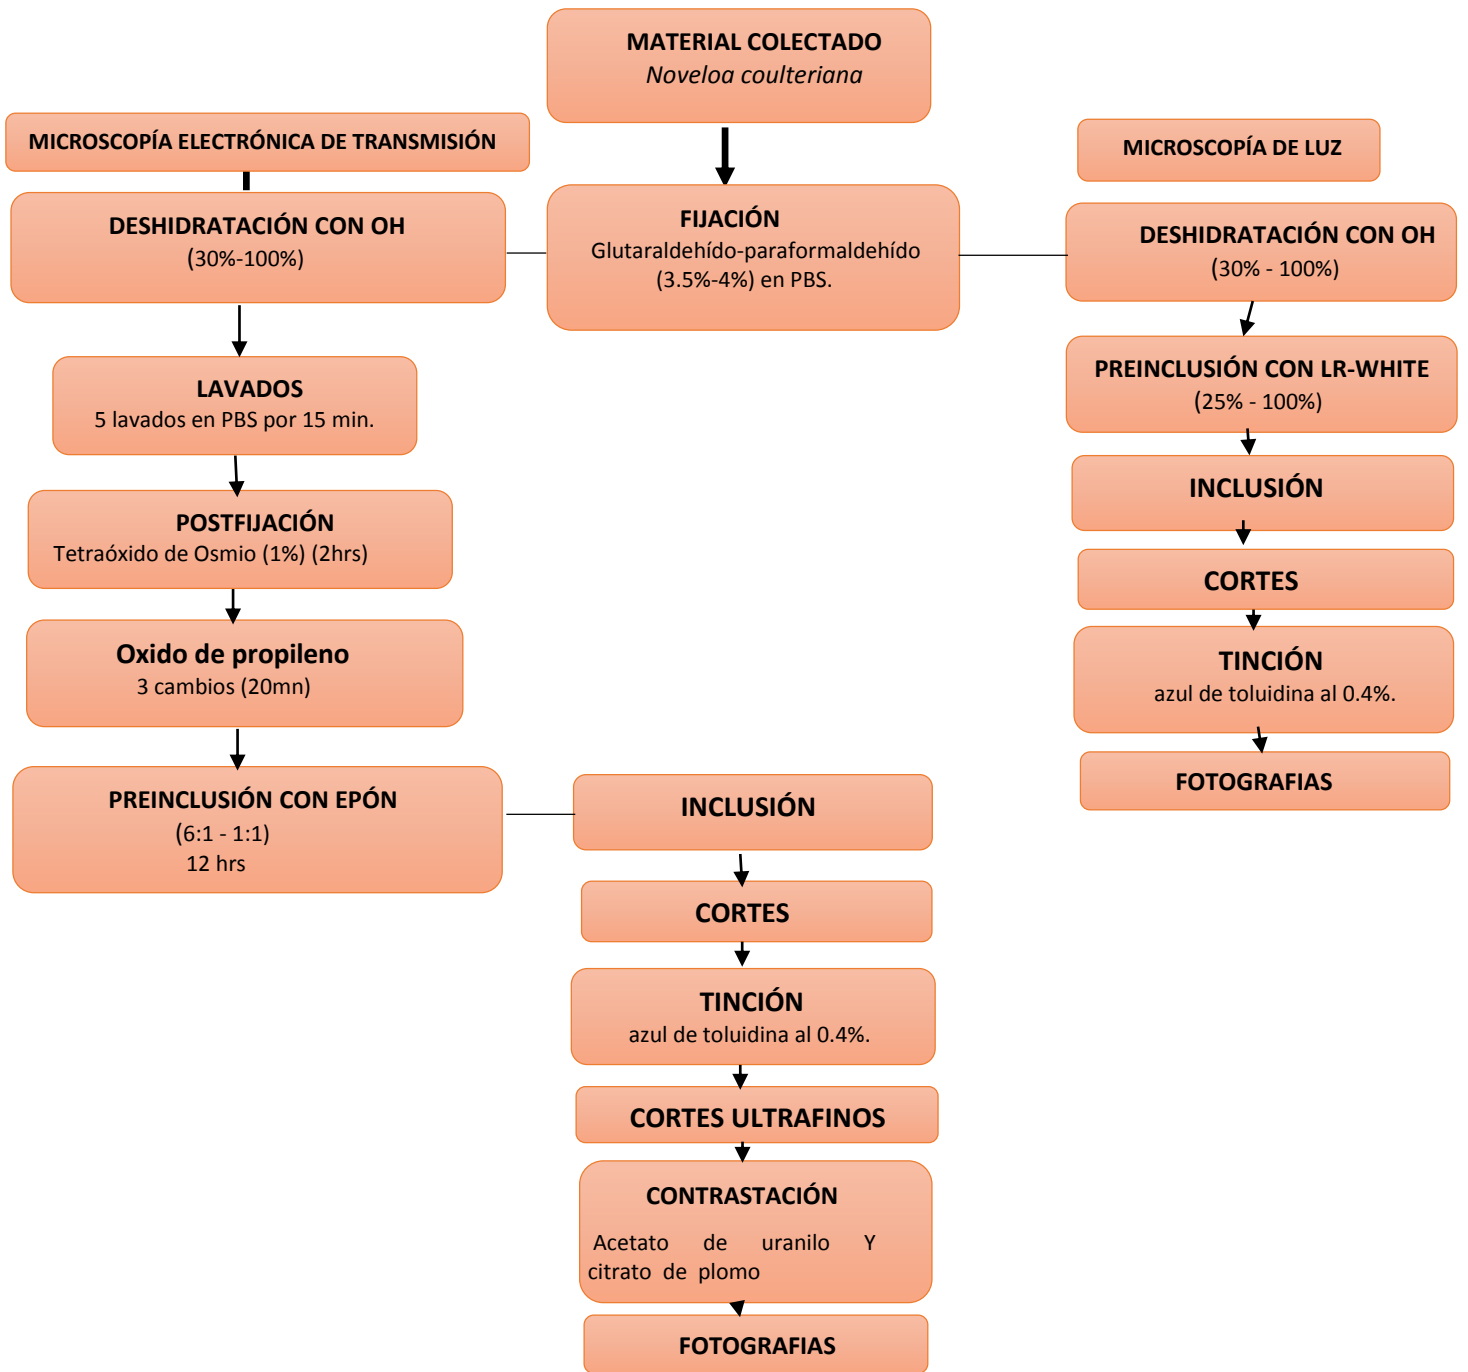 MATERIAL COLECTADO
Noveloa coulteriana
MICROSCOPÍA ELECTRÓNICA DE TRANSMISIÓN
MICROSCOPÍA DE LUZ
DESHIDRATACIÓN CON OH
(30%-100%)
FIJACIÓN
Glutaraldehído-paraformaldehído
(3.5%-4%) en PBS.
DESHIDRATACIÓN CON OH
(30% - 100%)
LAVADOS
5 lavados en PBS por 15 min.
POSTFIJACIÓN
Tetraóxido de Osmio (1%) (2hrs)
Oxido de propileno
3 cambios (20mn)
PREINCLUSIÓN CON EPÓN
(6:1 - 1:1)
12 hrs
PREINCLUSIÓN CON LR-WHITE
(25% - 100%)
INCLUSIÓN
CORTES
TINCIÓN
azul de toluidina al 0.4%.
FOTOGRAFIAS
INCLUSIÓN
CORTES
TINCIÓN
azul de toluidina al 0.4%.
CORTES ULTRAFINOS
CONTRASTACIÓN
Acetato de uranilo Y
citrato de plomo
FOTOGRAFIAS